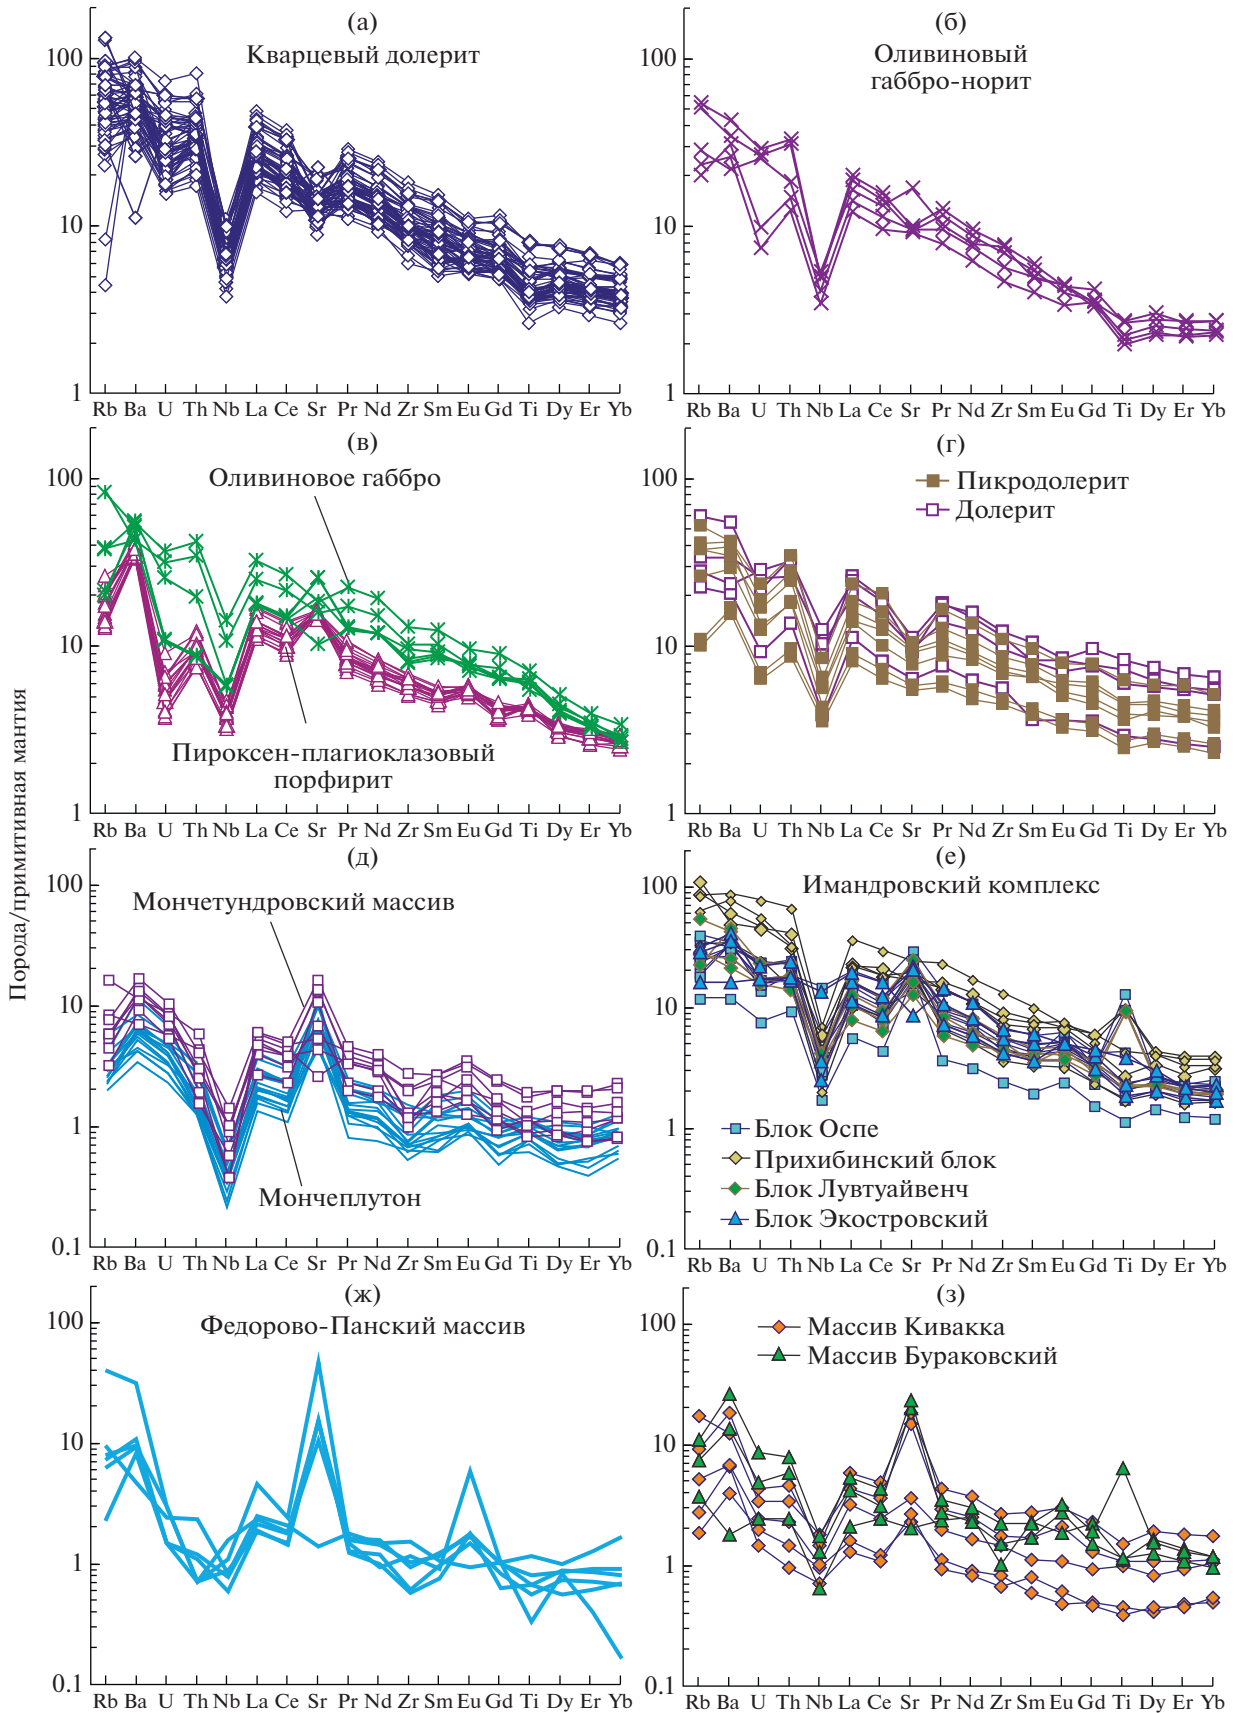 Порода/примитивная мантия
(а)
Кварцевый долерит
100
10
1
Rb Ba U Th Nb La Ce Sr Pr Nd Zr Sm Eu Gd Ti Dy Er Yb
(б)
Оливиновый
габбро-норит
100
10
1
Rb Ba U Th Nb La Ce Sr Pr Nd Zr Sm Eu Gd Ti Dy Er Yb
(в)
Оливиновое габбро
Пироксен-плагиоклазовый
порфирит
100
10
1
Rb Ba U Th Nb La Ce Sr Pr Nd Zr Sm Eu Gd Ti Dy Er Yb
(г)
Пикродолерит
Долерит
100
10
1
Rb Ba U Th Nb La Ce Sr Pr Nd Zr Sm Eu Gd Ti Dy Er Yb
(д)
Мончетундровский массив
Мончеплутон
100
10
1
0.1
Rb Ba U Th Nb La Ce Sr Pr Nd Zr Sm Eu Gd Ti Dy Er Yb
(е)
Имандровский комплекс
Блок Оспе
Прихибинский блок
Блок Лувтуайвенч
Блок Экостровский
100
10
1
0.1
Rb Ba U Th Nb La Ce Sr Pr Nd Zr Sm Eu Gd Ti Dy Er Yb
(ж)
Федорово-Панский массив
100
10
1
0.1
Rb Ba U Th Nb La Ce Sr Pr Nd Zr Sm Eu Gd Ti Dy Er Yb
(з)
Массив Кивакка
Массив Бураковский
100
10
1
0.1
Rb Ba U Th Nb La Ce Sr Pr Nd Zr Sm Eu Gd Ti Dy Er Yb